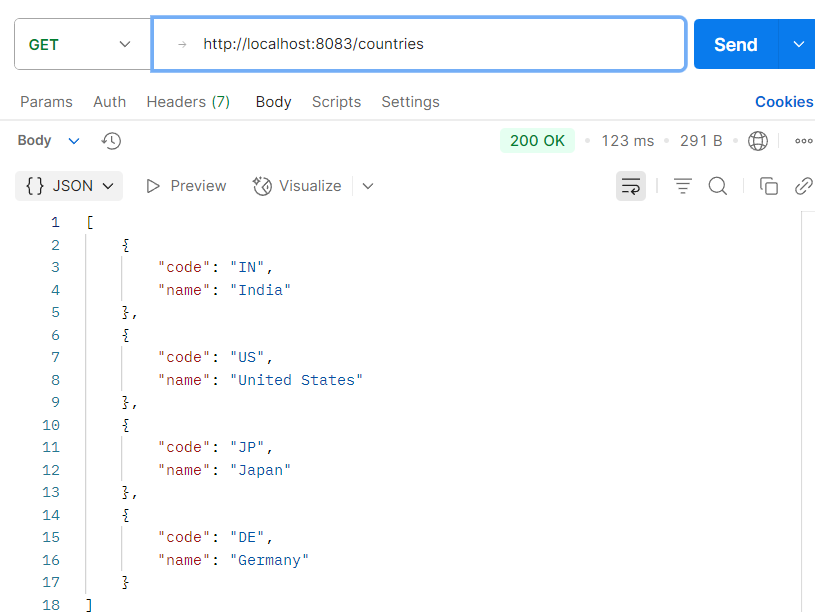 GET http://localhost:8083/countries Send
Params Auth Headers (7) Body Scripts Settings Cookies
Body 200 OK 123 ms 291 B
{} JSON Preview Visualize
1 [
2 {
3 "code": "IN",
4 "name": "India"
5 },
6 {
7 "code": "US",
8 "name": "United States"
9 },
10 {
11 "code": "JP",
12 "name": "Japan"
13 },
14 {
15 "code": "DE",
16 "name": "Germany"
17 }
18 ]